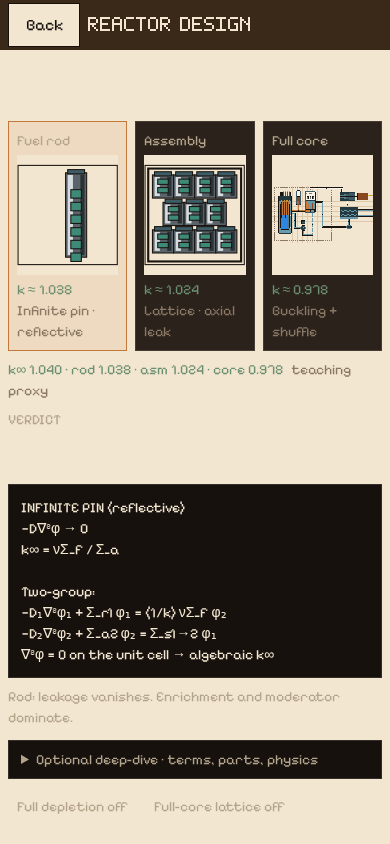 Back
REACTOR DESIGN
Fuel rod
k ≈ 1.038
Infinite pin ·
reflective
Assembly
k ≈ 1.024
Lattice · axial
leak
Full core
k ≈ 0.978
Buckling +
shuffle
k∞ 1.040 · rod 1.038 · asm 1.024 · core 0.978 teaching
proxy
VERDICT
INFINITE PIN (reflective)
−D∇²φ → 0
k∞ = νΣ_f / Σ_a
Two-group:
−D₁∇²φ₁ + Σ_r1 φ₁ = (1/k) νΣ_f φ₂
−D₂∇²φ₂ + Σ_a2 φ₂ = Σ_s1→2 φ₁
∇²φ = 0 on the unit cell → algebraic k∞
Rod: leakage vanishes. Enrichment and moderator
dominate.
▶ Optional deep-dive · terms, parts, physics
Full depletion off
Full-core lattice off